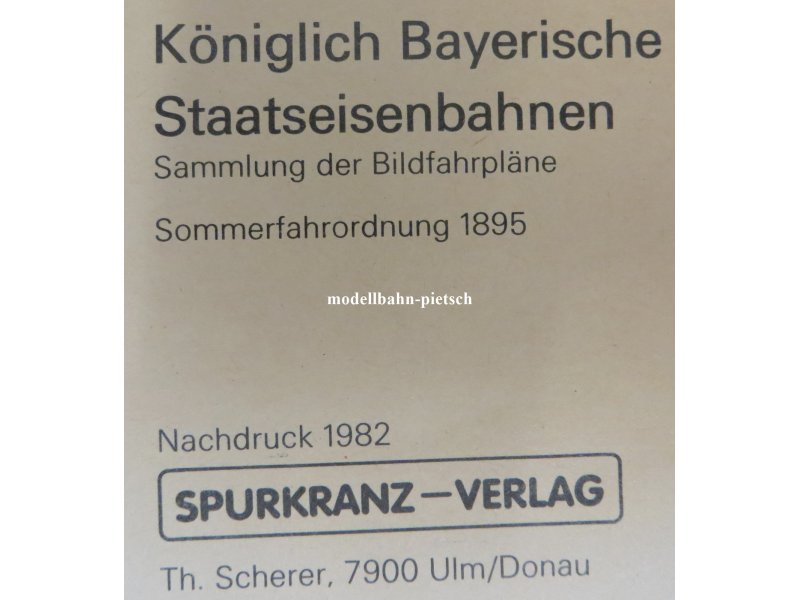 Königlich Bayerische
Staatseisenbahnen
Sammlung der Bildfahrpläne
Sommerfahrordnung 1895
modellbahn-pietsch
Nachdruck 1982
SPURKRANZ—VERLAG
Th. Scherer, 7900 Ulm/Donau